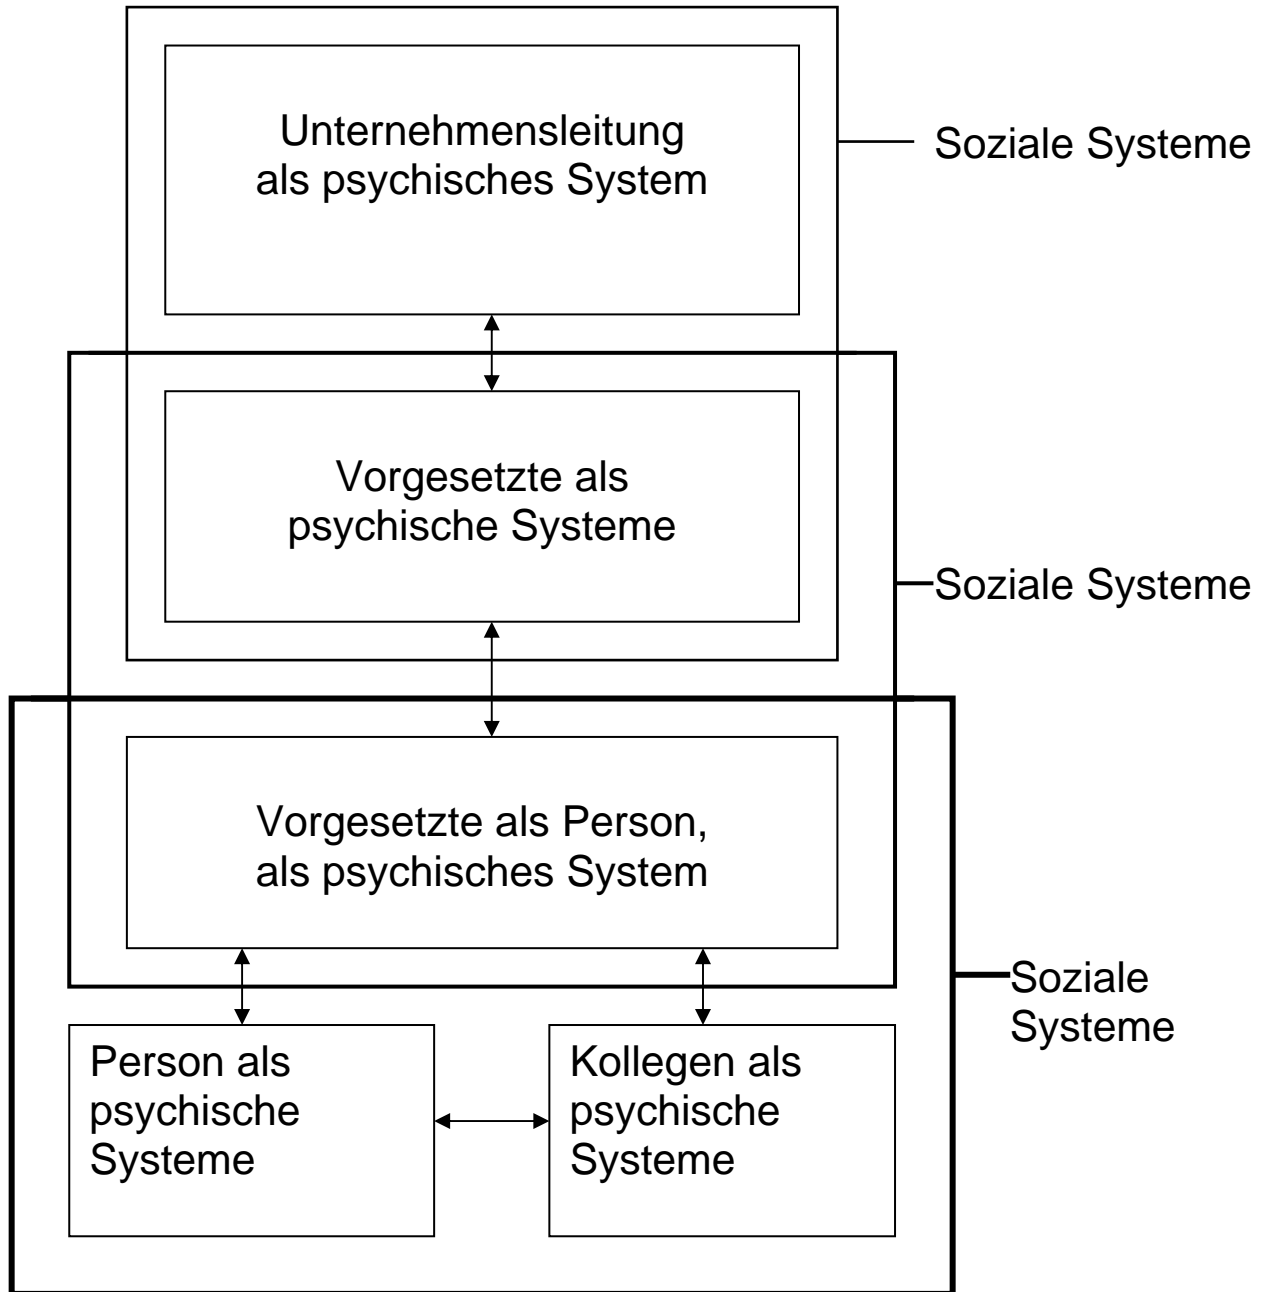 Unternehmensleitung
als psychisches System
Soziale Systeme
Vorgesetzte als
psychische Systeme
Soziale Systeme
Vorgesetzte als Person,
als psychisches System
Soziale
Systeme
Person als
psychische
Systeme
Kollegen als
psychische
Systeme